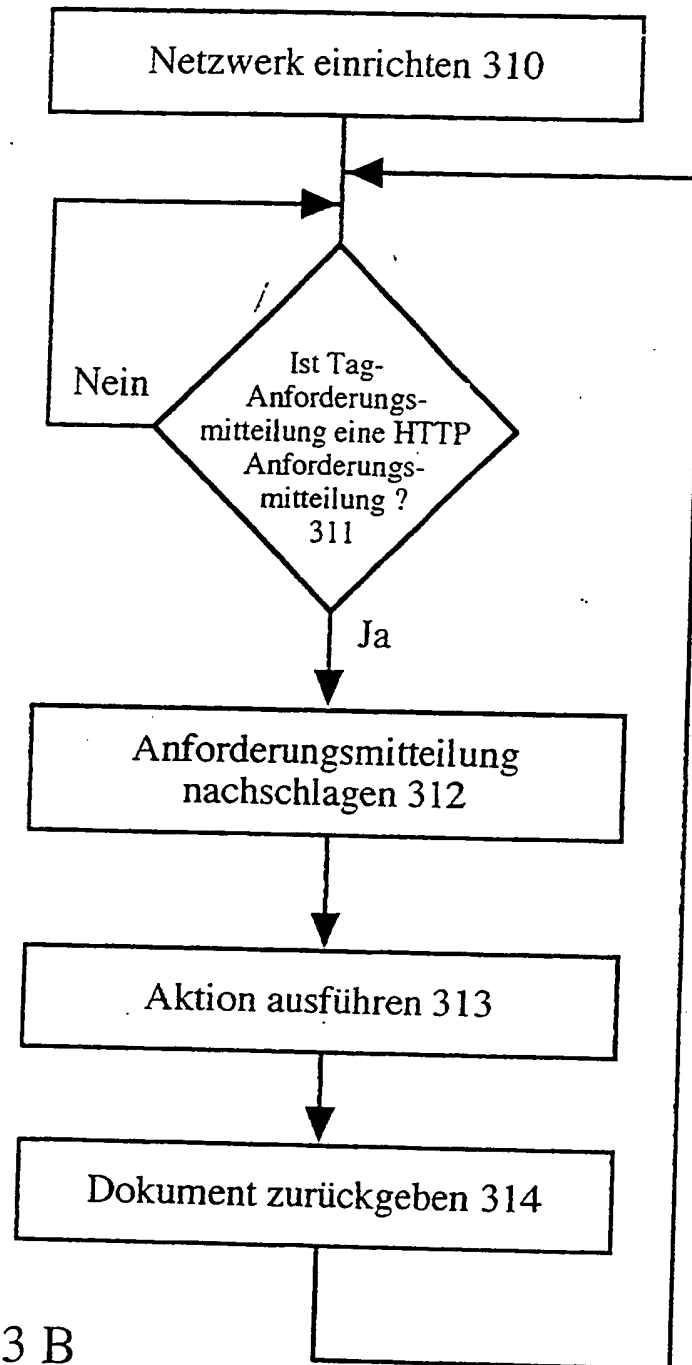 Netzwerk einrichten 310
Nein
Ist Tag-
Anforderungs-
mitteilung eine HTTP
Anforderungs-
mitteilung ?
311
Ja
Anforderungsmitteilung
nachschlagen 312
Aktion ausführen 313
Dokument zurückgeben 314
3 B